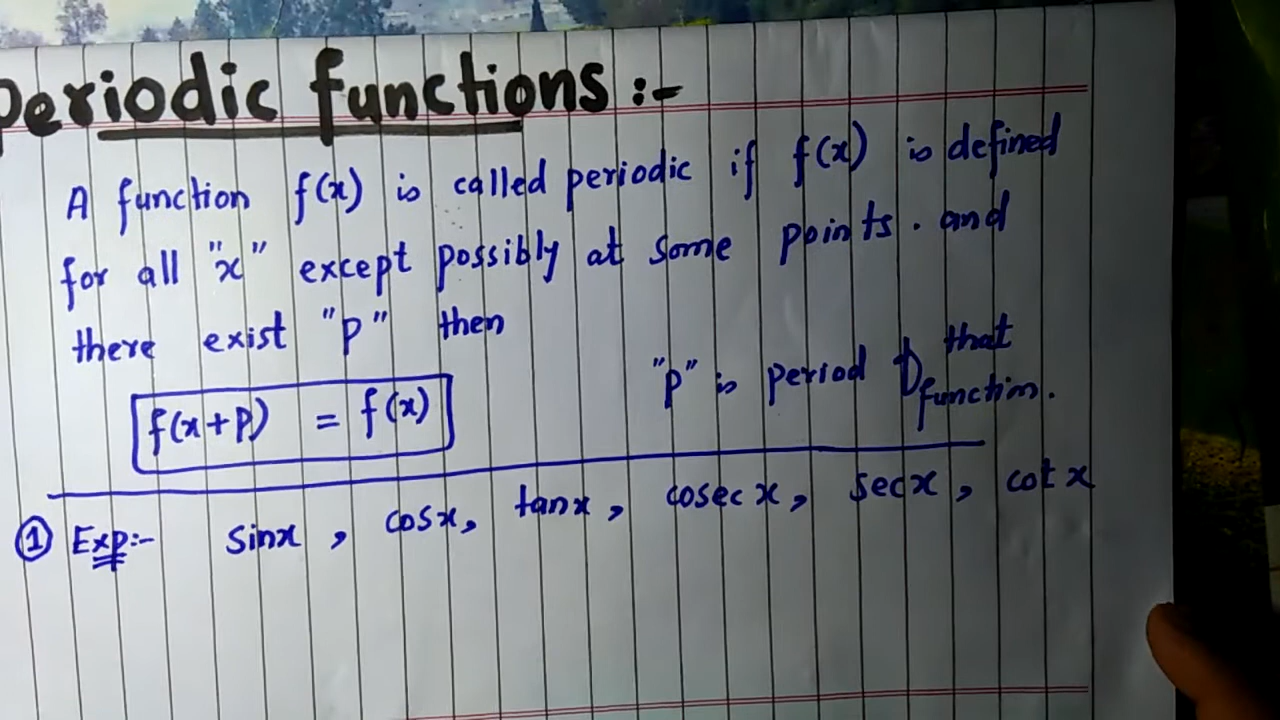 Periodic functions :-
A function f(x) is called periodic if f(x) is defined
for all "x" except possibly at some points. and
there exist "p" then
f(x+p) = f(x)
"p" is period of that
function.
① Exp:- sinx, cosx, tanx, cosec x, secx, cot x